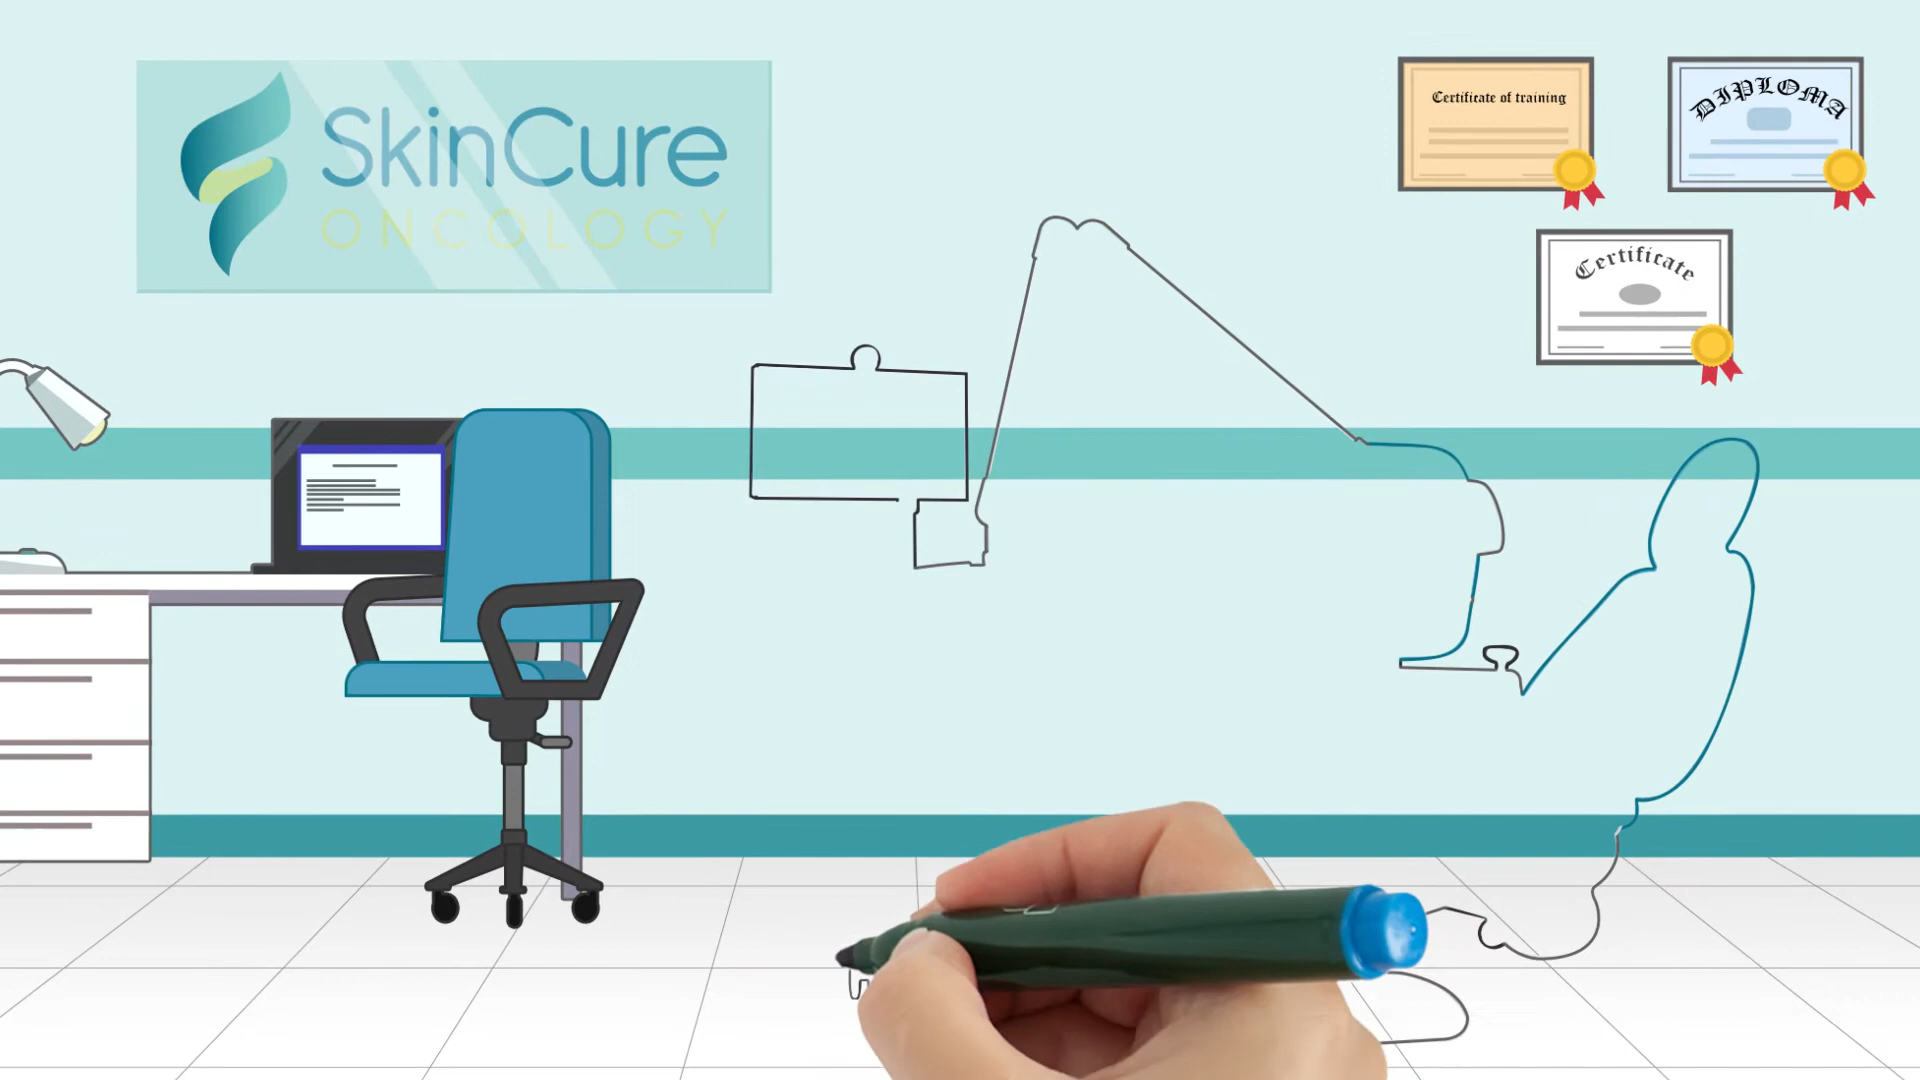 SkinCure
ONCOLOGY
Certificate of training
DIPLOMA
Certificate